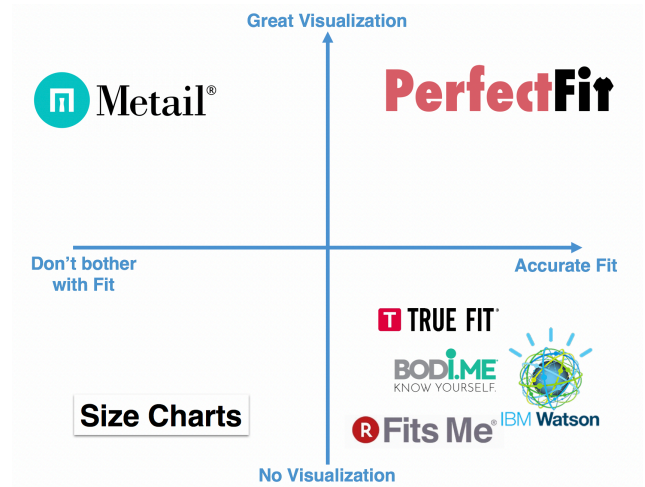 Great Visualization
Metail®
PerfectFit
Don't bother
with Fit
Accurate Fit
T TRUE FIT®
BODI.ME
KNOW YOURSELF.
IBM Watson
Size Charts
R Fits Me®
No Visualization